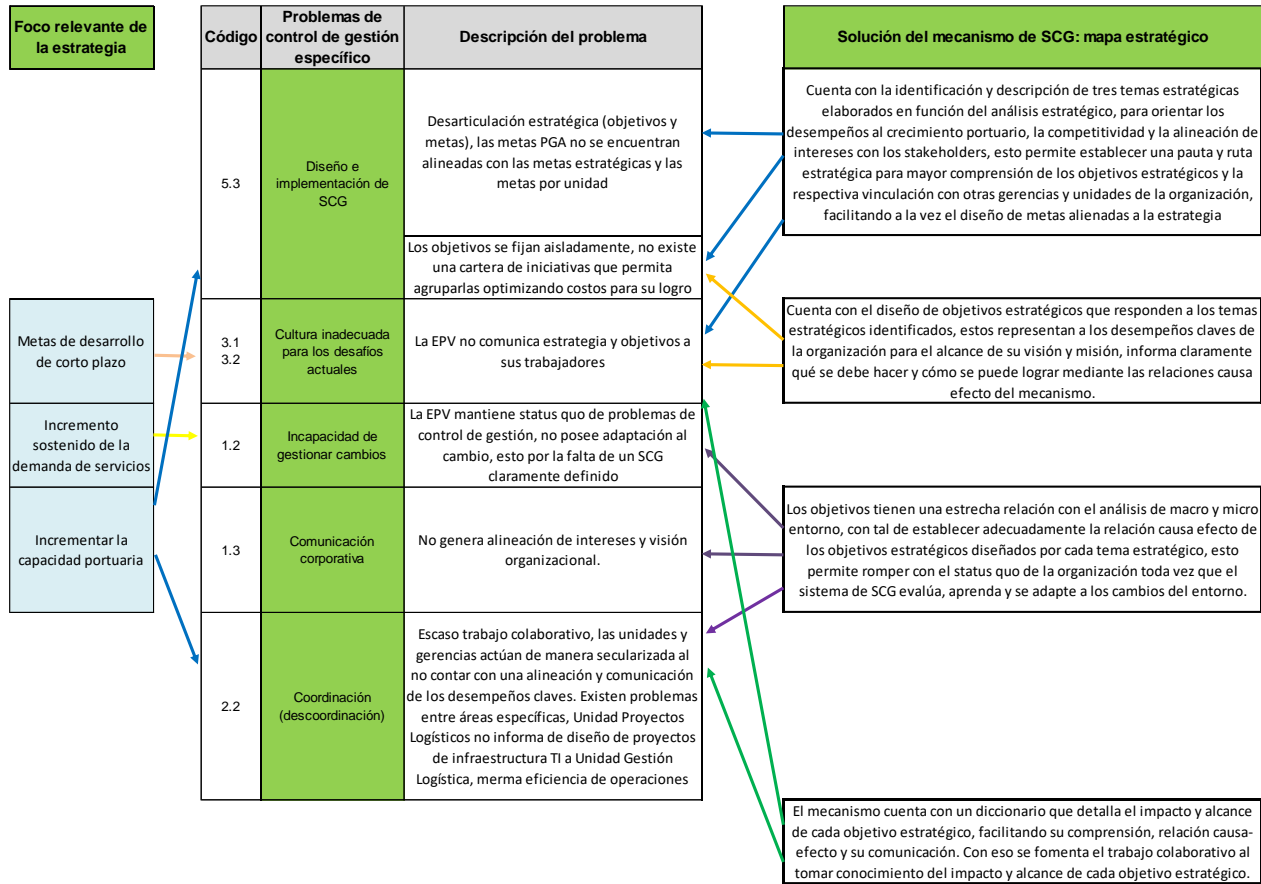 Foco relevante de
la estrategia
Metas de desarrollo
de corto plazo
Incremento
sostenido de la
demanda de servicios
Incrementar la
capacidad portuaria
Código
Problemas de
control de gestión
específico
Descripción del problema
5.3
Diseño e
implementación de
SCG
Desarticulación estratégica (objetivos y
metas), las metas PGA no se encuentran
alineadas con las metas estratégicas y las
metas por unidad
Los objetivos se fijan aisladamente, no existe
una cartera de iniciativas que permita
agruparlas optimizando costos para su logro
3.1
3.2
Cultura inadecuada
para los desafíos
actuales
La EPV no comunica estrategia y objetivos a
sus trabajadores
1.2
Incapacidad de
gestionar cambios
La EPV mantiene status quo de problemas de
control de gestión, no posee adaptación al
cambio, esto por la falta de un SCG
claramente definido
1.3
Comunicación
corporativa
No genera alineación de intereses y visión
organizacional.
2.2
Coordinación
(descoordinación)
Escaso trabajo colaborativo, las unidades y
gerencias actúan de manera secularizada al
no contar con una alineación y comunicación
de los desempeños claves. Existen problemas
entre áreas específicas, Unidad Proyectos
Logísticos no informa de diseño de proyectos
de infraestructura TI a Unidad Gestión
Logística, merma eficiencia de operaciones
Solución del mecanismo de SCG: mapa estratégico
Cuenta con la identificación y descripción de tres temas estratégicas
elaborados en función del análisis estratégico, para orientar los
desempeños al crecimiento portuario, la competitividad y la alineación de
intereses con los stakeholders, esto permite establecer una pauta y ruta
estratégica para mayor comprensión de los objetivos estratégicos y la
respectiva vinculación con otras gerencias y unidades de la organización,
facilitando a la vez el diseño de metas alienadas a la estrategia
Cuenta con el diseño de objetivos estratégicos que responden a los temas
estratégicos identificados, estos representan a los desempeños claves de
la organización para el alcance de su visión y misión, informa claramente
qué se debe hacer y cómo se puede lograr mediante las relaciones causa
efecto del mecanismo.
Los objetivos tienen una estrecha relación con el análisis de macro y micro
entorno, con tal de establecer adecuadamente la relación causa efecto de
los objetivos estratégicos diseñados por cada tema estratégico, esto
permite romper con el status quo de la organización toda vez que el
sistema de SCG evalúa, aprenda y se adapte a los cambios del entorno.
El mecanismo cuenta con un diccionario que detalla el impacto y alcance
de cada objetivo estratégico, facilitando su comprensión, relación causa-
efecto y su comunicación. Con eso se fomenta el trabajo colaborativo al
tomar conocimiento del impacto y alcance de cada objetivo estratégico.